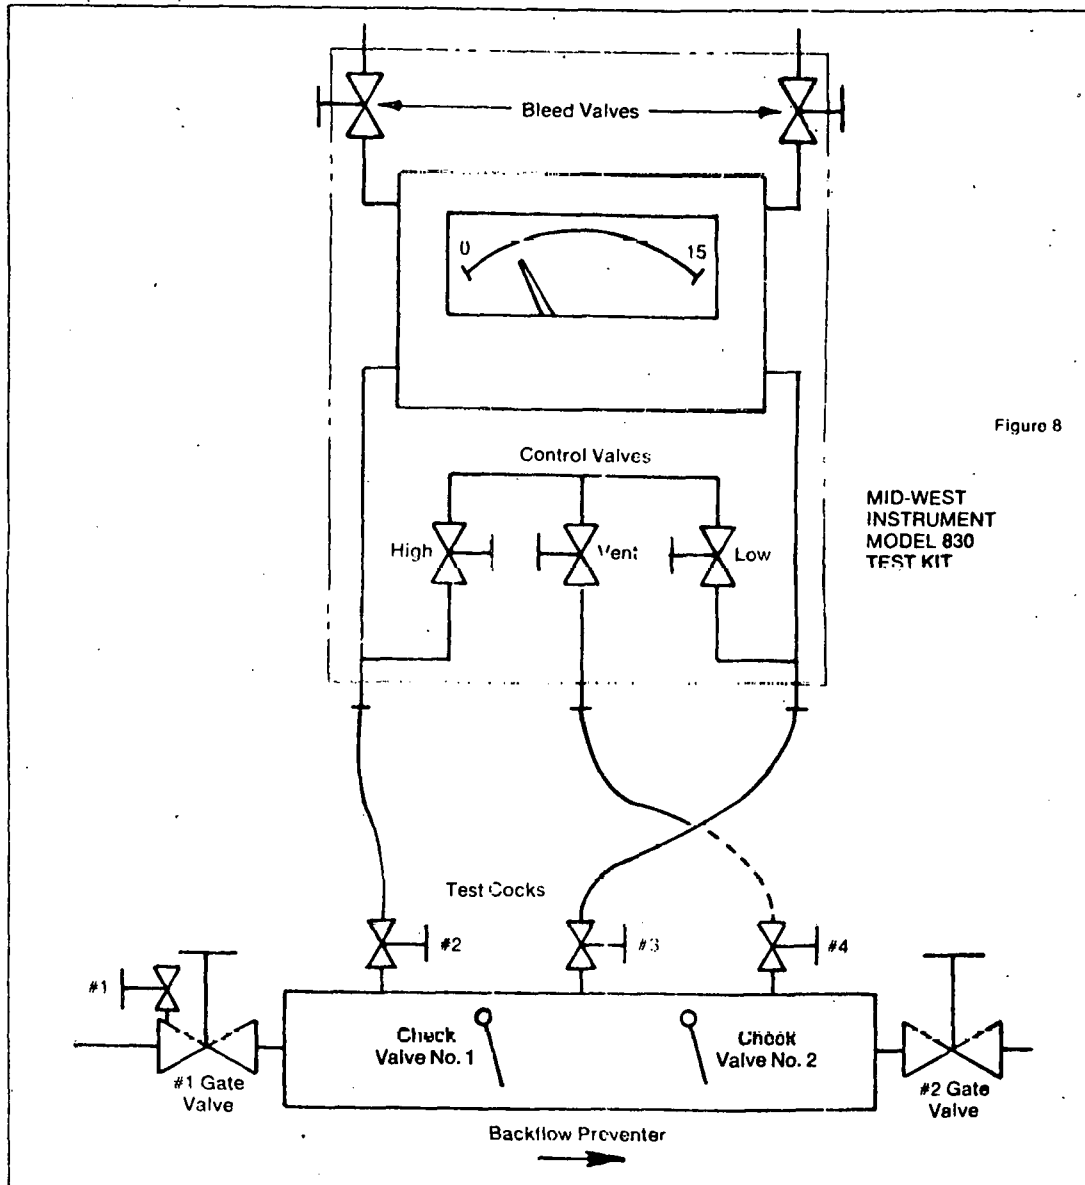 Bleed Valves
0
15
Figure 8
Control Valves
High
Vent
Low
MID-WEST
INSTRUMENT
MODEL 830
TEST KIT
Test Cocks
#2
#3
#4
#1
Check
Valve No. 1
Check
Valve No. 2
#1 Gate
Valve
#2 Gate
Valve
Backflow Preventer